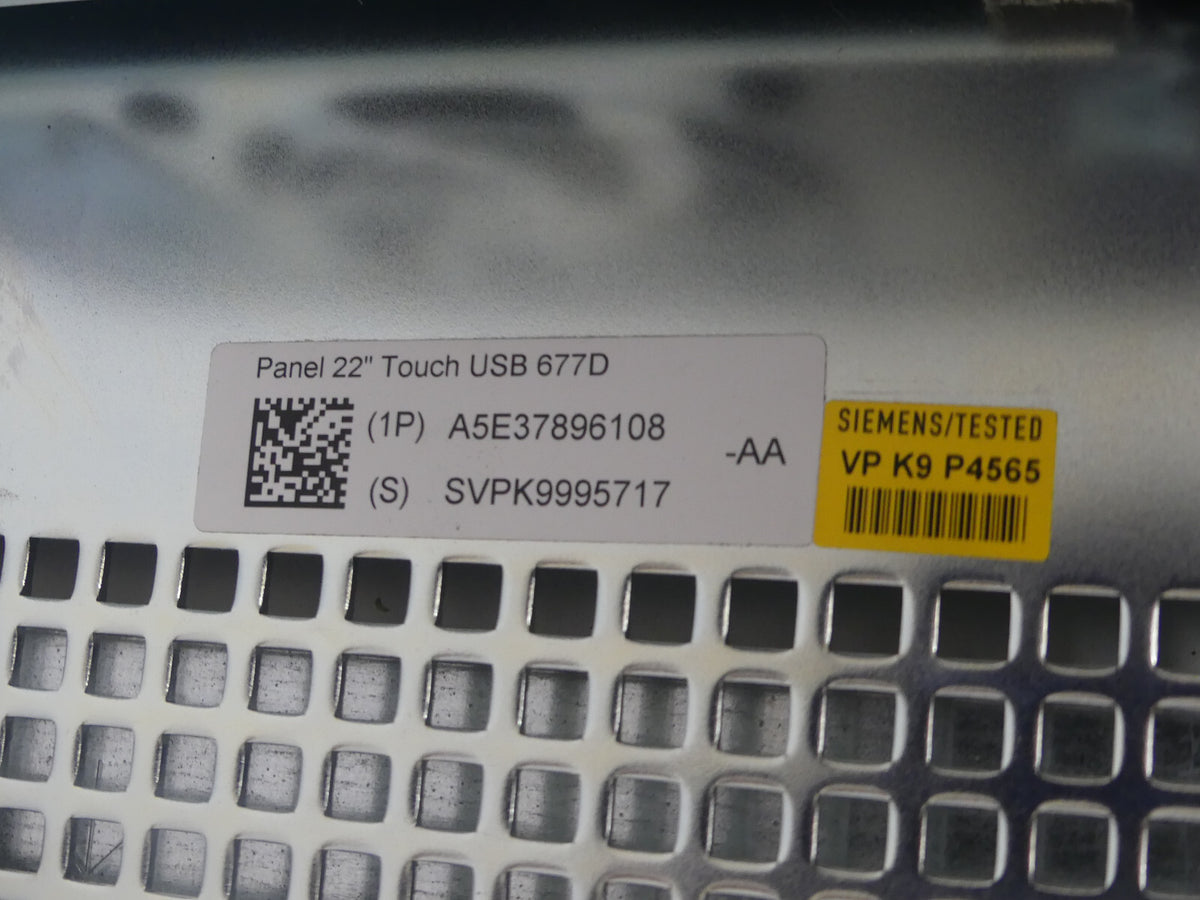 Panel 22" Touch USB 677D
(1P) A5E37896108
-AA
(S) SVPK9995717
SIEMENS/TESTED
VP K9 P4565